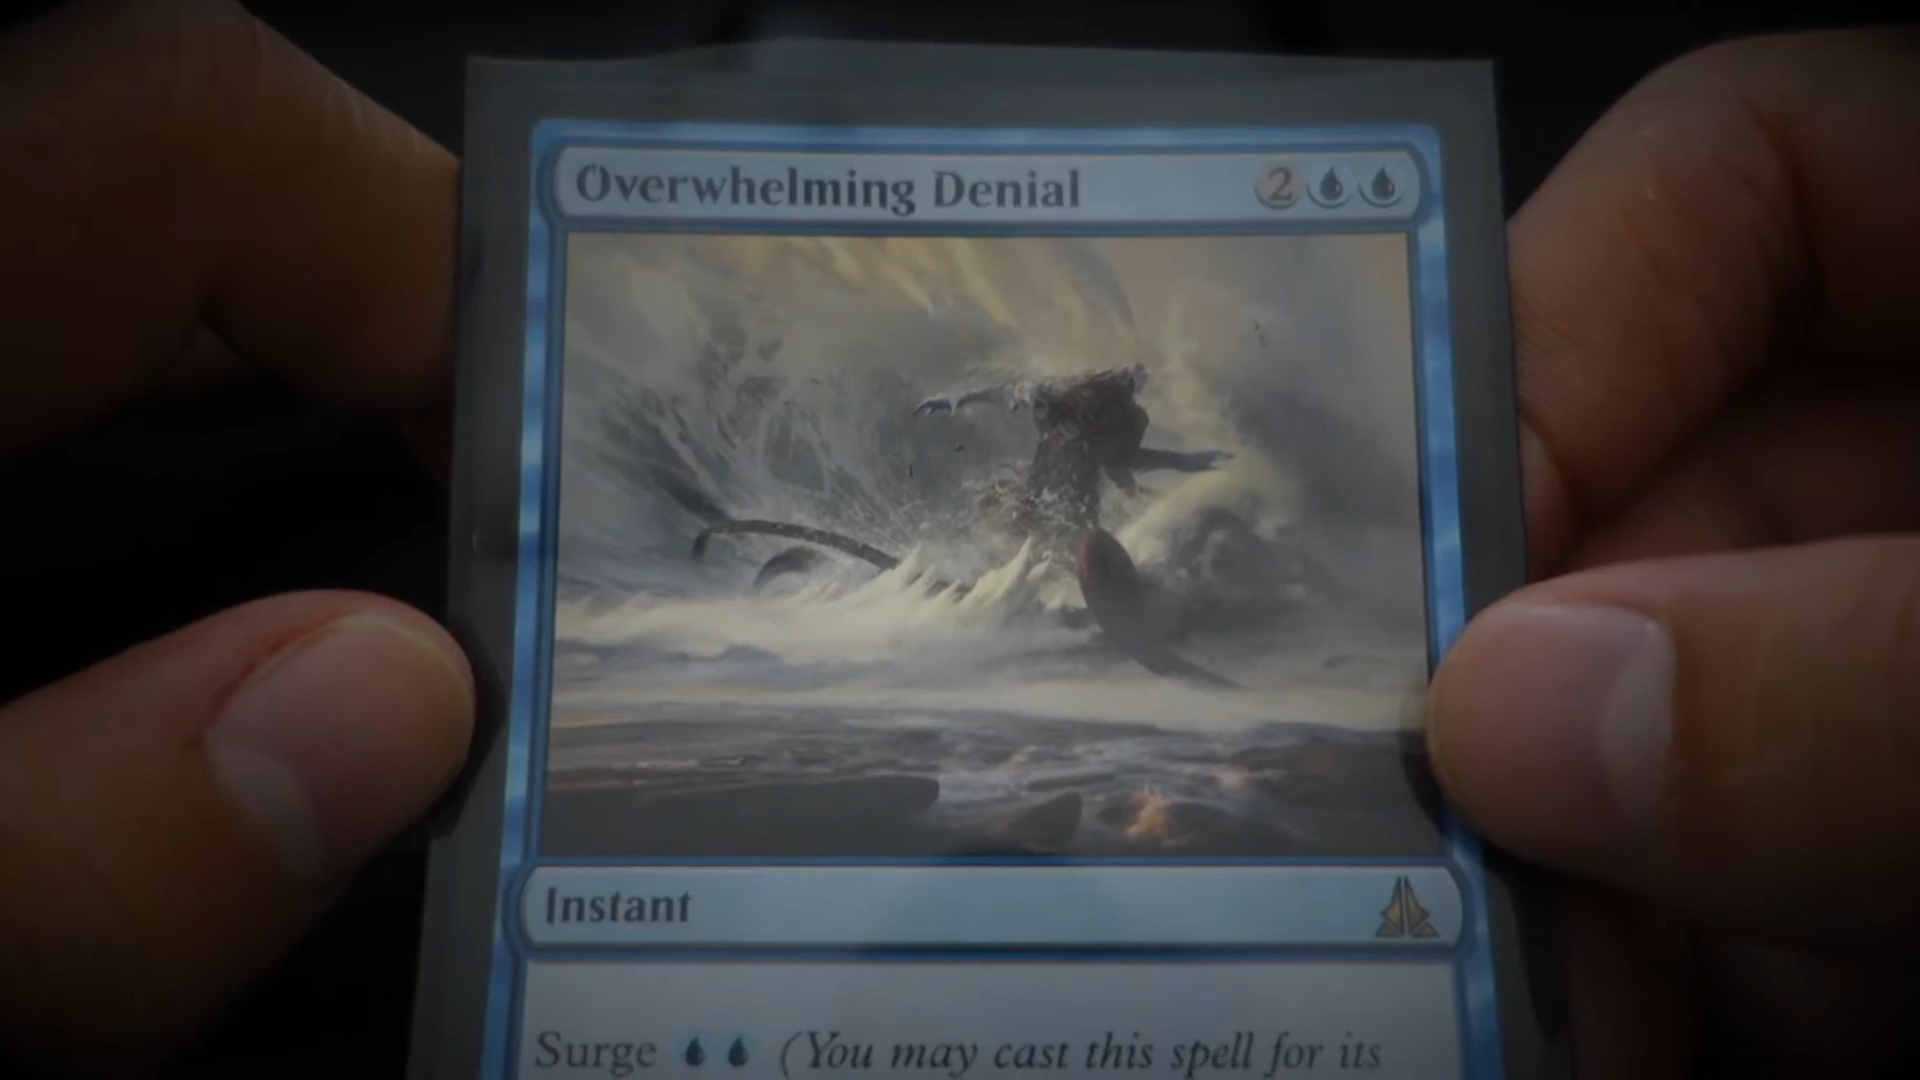 Overwhelming Denial 2
Instant
Surge (You may cast this spell for its